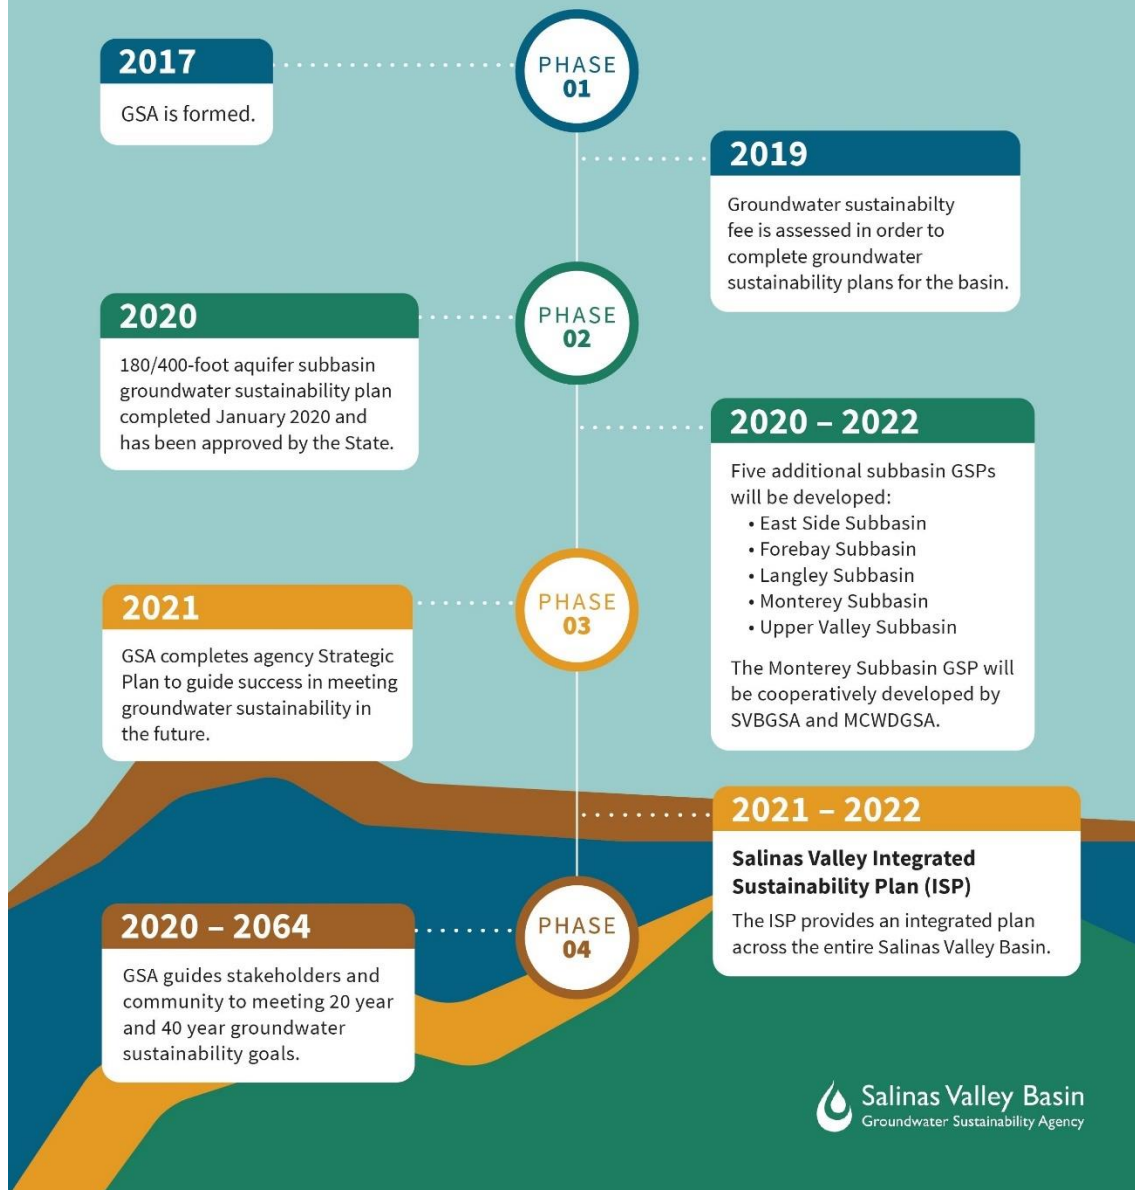 PHASE
01
2017
GSA is formed.
2019
Groundwater sustainabilty
fee is assessed in order to
complete groundwater
sustainability plans for the basin.
PHASE
02
2020
180/400-foot aquifer subbasin
groundwater sustainability plan
completed January 2020 and
has been approved by the State.
2020 – 2022
Five additional subbasin GSPs
will be developed:
• East Side Subbasin
• Forebay Subbasin
• Langley Subbasin
• Monterey Subbasin
• Upper Valley Subbasin
The Monterey Subbasin GSP will
be cooperatively developed by
SVBGSA and MCWDGSA.
PHASE
03
2021
GSA completes agency Strategic
Plan to guide success in meeting
groundwater sustainability in
the future.
2021 – 2022
Salinas Valley Integrated
Sustainability Plan (ISP)
The ISP provides an integrated plan
across the entire Salinas Valley Basin.
PHASE
04
2020 – 2064
GSA guides stakeholders and
community to meeting 20 year
and 40 year groundwater
sustainability goals.
Salinas Valley Basin
Groundwater Sustainability Agency